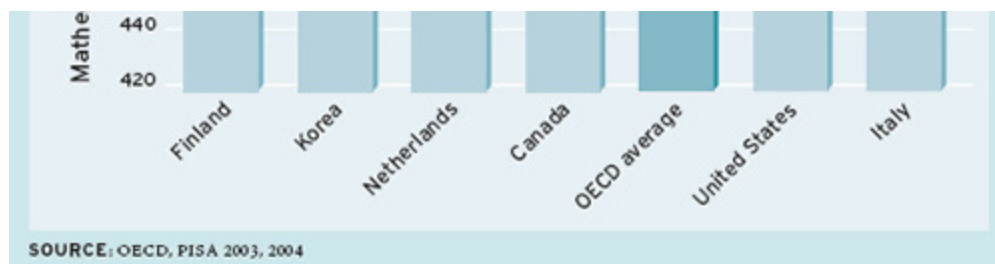 Mathe
440
420
Finland
Korea
Netherlands
Canada
OECD average
United States
Italy
SOURCE: OECD, PISA 2003, 2004